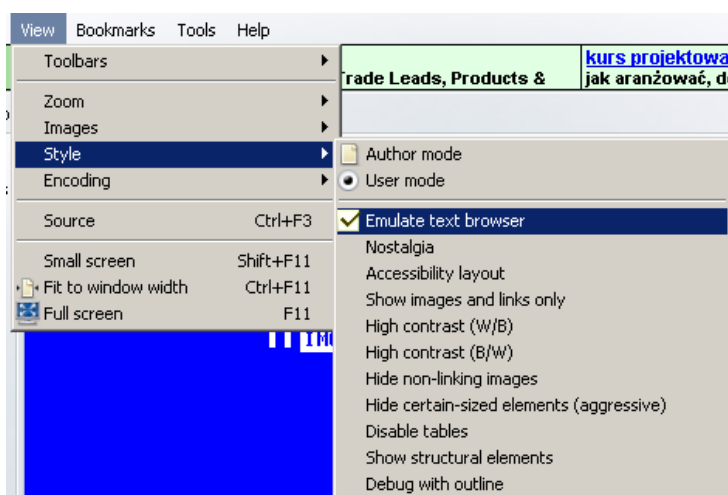 View Bookmarks Tools Help
kurs projektowa
Trade Leads, Products &
jak aranżować, d
Toolbars
Zoom
Images
Style
Encoding
Source Ctrl+F3
Small screen Shift+F11
Fit to window width Ctrl+F11
Full screen F11
Author mode
User mode
Emulate text browser
Nostalgia
Accessibility layout
Show images and links only
High contrast (W/B)
High contrast (B/W)
Hide non-linking images
Hide certain-sized elements (aggressive)
Disable tables
Show structural elements
Debug with outline